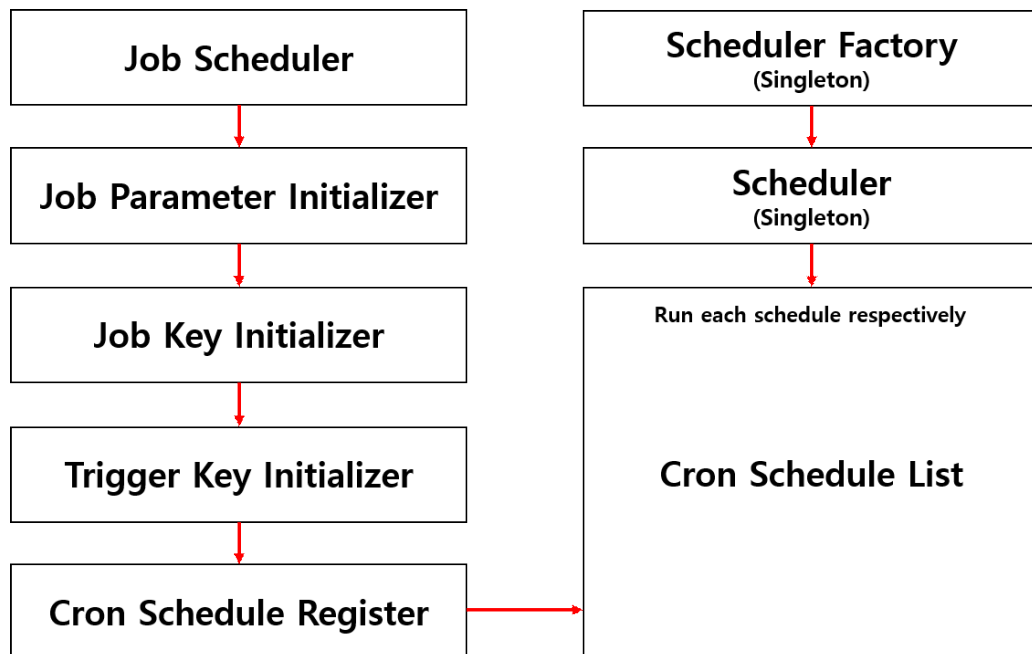 Job Scheduler
Job Parameter Initializer
Job Key Initializer
Trigger Key Initializer
Cron Schedule Register
Scheduler Factory
(Singleton)
Scheduler
(Singleton)
Run each schedule respectively
Cron Schedule List